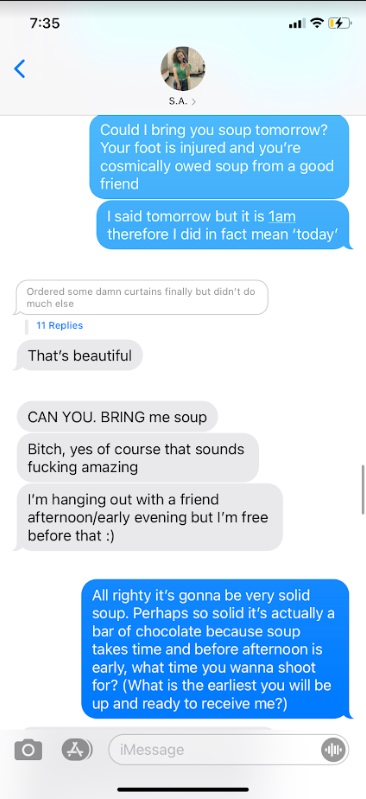 7:35
S.A.
Could I bring you soup tomorrow?
Your foot is injured and you're
cosmically owed soup from a good
friend
I said tomorrow but it is 1am
therefore I did in fact mean 'today'
Ordered some damn curtains finally but didn't do
much else
11 Replies
That's beautiful
CAN YOU. BRING me soup
Bitch, yes of course that sounds
fucking amazing
I'm hanging out with a friend
afternoon/early evening but I'm free
before that :)
All righty it's gonna be very solid
soup. Perhaps so solid it's actually a
bar of chocolate because soup
takes time and before afternoon is
early, what time you wanna shoot
for? (What is the earliest you will be
up and ready to receive me?)
iMessage